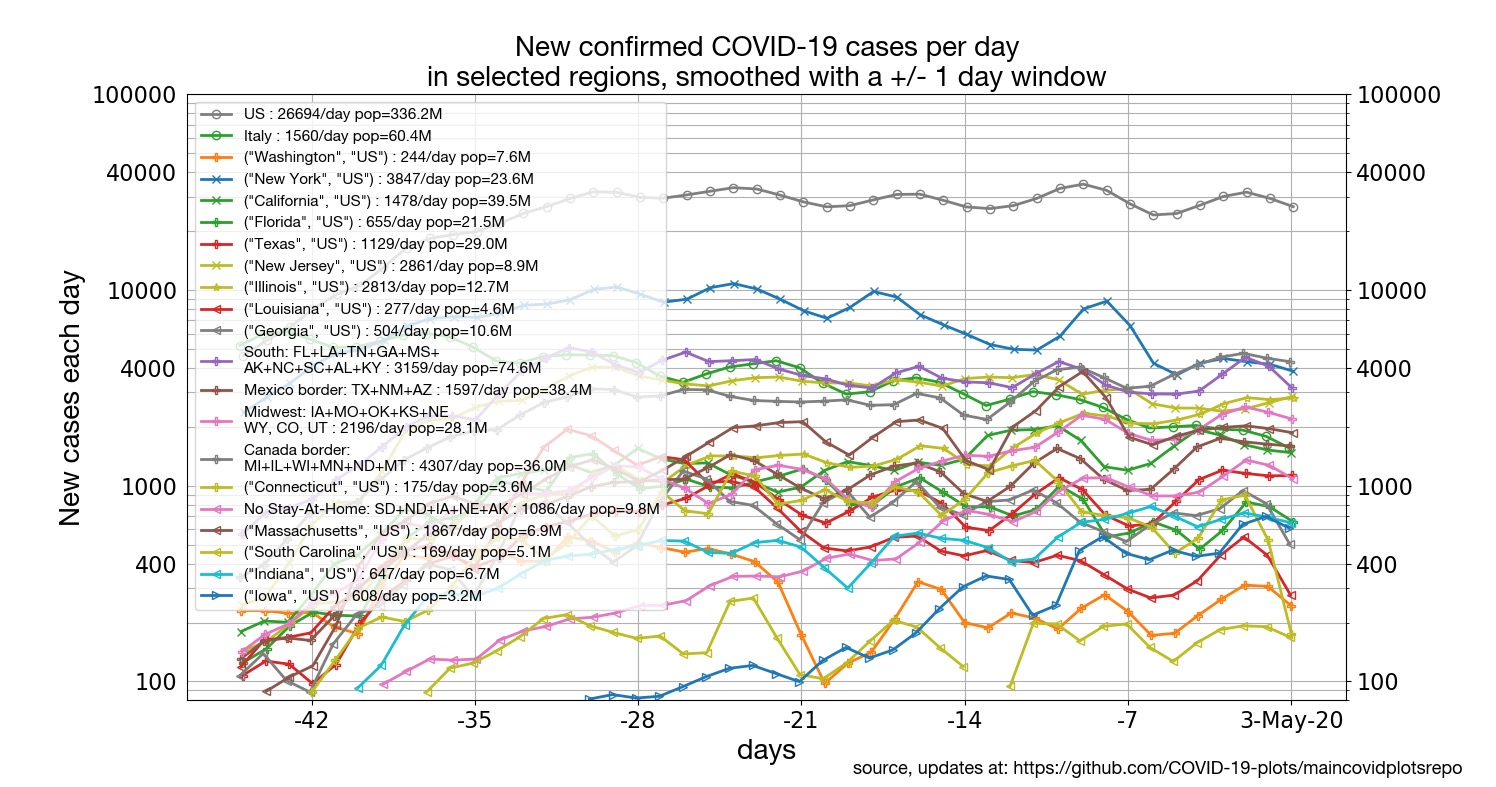 New confirmed COVID-19 cases per day
in selected regions, smoothed with a +/- 1 day window
100000
40000
10000
4000
1000
400
100
New cases each day
US : 26694/day pop=336.2M
Italy : 1560/day pop=60.4M
("Washington", "US") : 244/day pop=7.6M
("New York", "US") : 3847/day pop=23.6M
("California", "US") : 1478/day pop=39.5M
("Florida", "US") : 655/day pop=21.5M
("Texas", "US") : 1129/day pop=29.0M
("New Jersey", "US") : 2861/day pop=8.9M
("Illinois", "US") : 2813/day pop=12.7M
("Louisiana", "US") : 277/day pop=4.6M
("Georgia", "US") : 504/day pop=10.6M
South: FL+LA+TN+GA+MS+
AK+NC+SC+AL+KY : 3159/day pop=74.6M
Mexico border: TX+NM+AZ : 1597/day pop=38.4M
Midwest: IA+MO+OK+KS+NE
WY, CO, UT : 2196/day pop=28.1M
Canada border:
MI+IL+WI+MN+ND+MT : 4307/day pop=36.0M
("Connecticut", "US") : 175/day pop=3.6M
No Stay-At-Home: SD+ND+IA+NE+AK : 1086/day pop=9.8M
("Massachusetts", "US") : 1867/day pop=6.9M
("South Carolina", "US") : 169/day pop=5.1M
("Indiana", "US") : 647/day pop=6.7M
("Iowa", "US") : 608/day pop=3.2M
100000
40000
10000
4000
1000
400
100
-42
-35
-28
-21
-14
-7
3-May-20
days
source, updates at: https://github.com/COVID-19-plots/maincovidplotsrepo